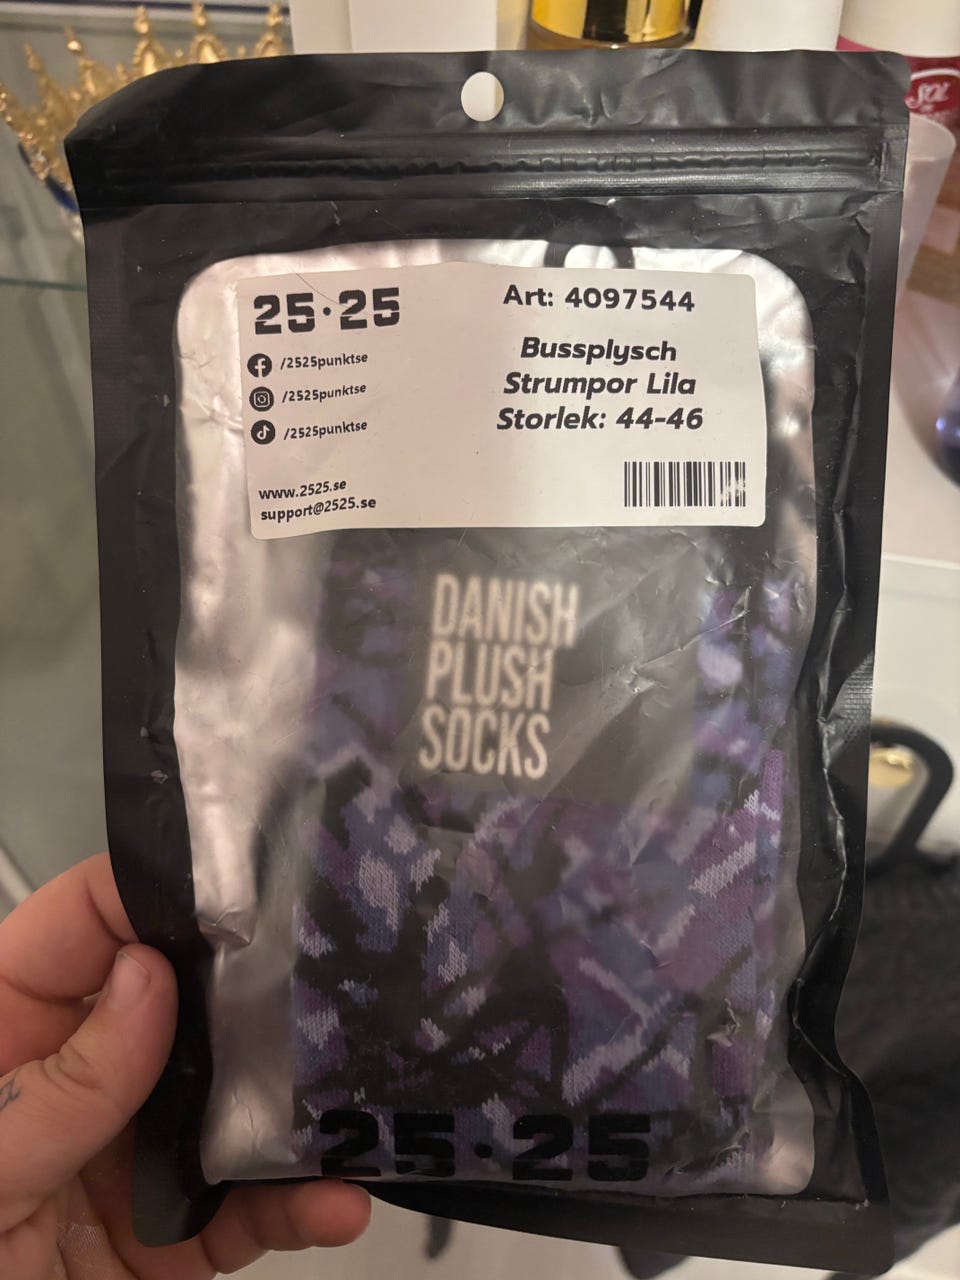 25·25
/2525punktse
/2525punktse
/2525punktse
www.2525.se
support@2525.se
Art: 4097544
Bussplysch
Strumpor Lila
Storlek: 44-46
DANISH
PLUSH
SOCKS
25·25
SOL